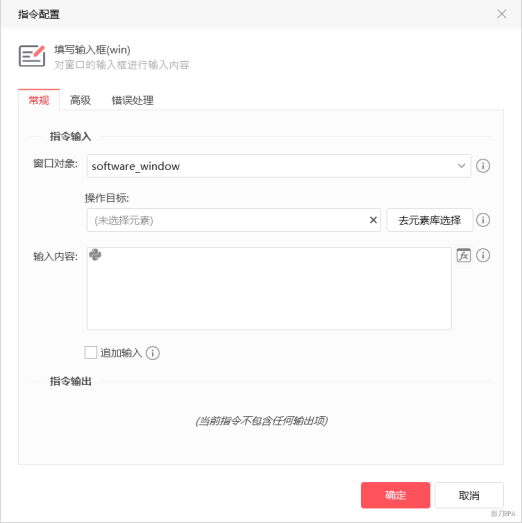 指令配置
填写输入框(win)
对窗口的输入框进行输入内容
常规 高级 错误处理
指令输入
窗口对象: software_window
操作目标:
(未选择元素) 去元素库选择
输入内容: fx
追加输入
指令输出
(当前指令不包含任何输出项)
确定 取消
影刀RPA